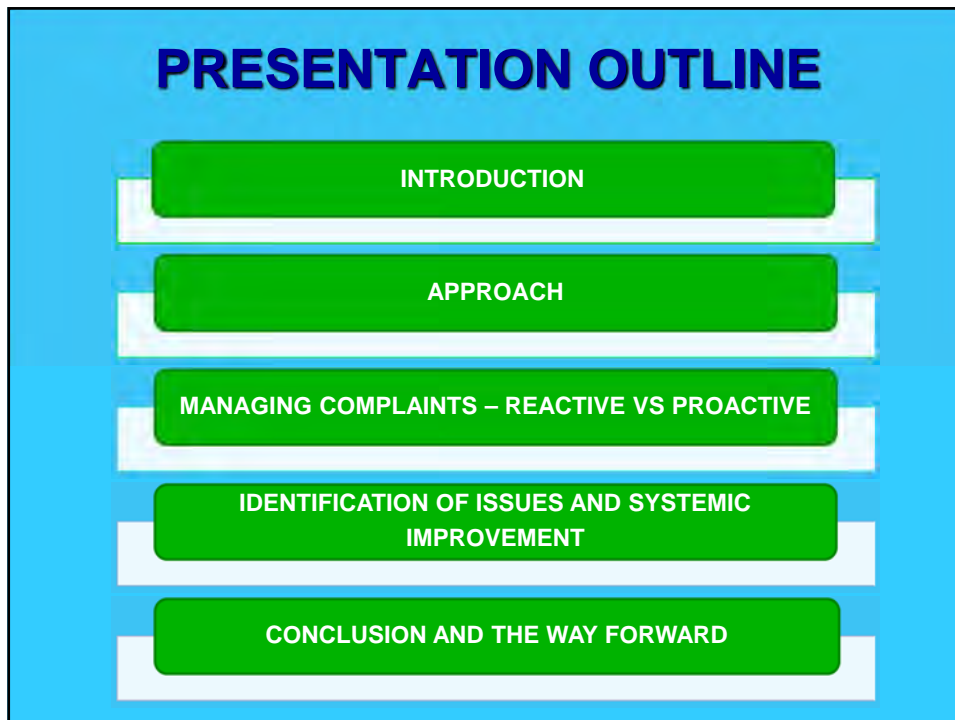 PRESENTATION OUTLINE
INTRODUCTION
APPROACH
MANAGING COMPLAINTS – REACTIVE VS PROACTIVE
IDENTIFICATION OF ISSUES AND SYSTEMIC
IMPROVEMENT
CONCLUSION AND THE WAY FORWARD